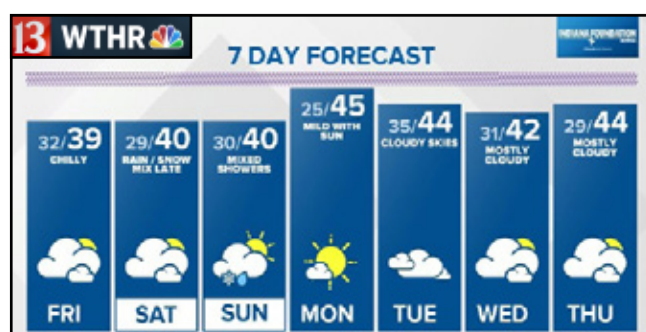 13 WTHR
7 DAY FORECAST
INDIANA FOUNDATION
32/39
CHILLY
FRI
29/40
RAIN / SNOW
MIX LATE
SAT
30/40
MIXED
SHOWERS
SUN
25/45
MILD WITH
SUN
MON
35/44
CLOUDY SKIES
TUE
31/42
MOSTLY
CLOUDY
WED
29/44
MOSTLY
CLOUDY
THU